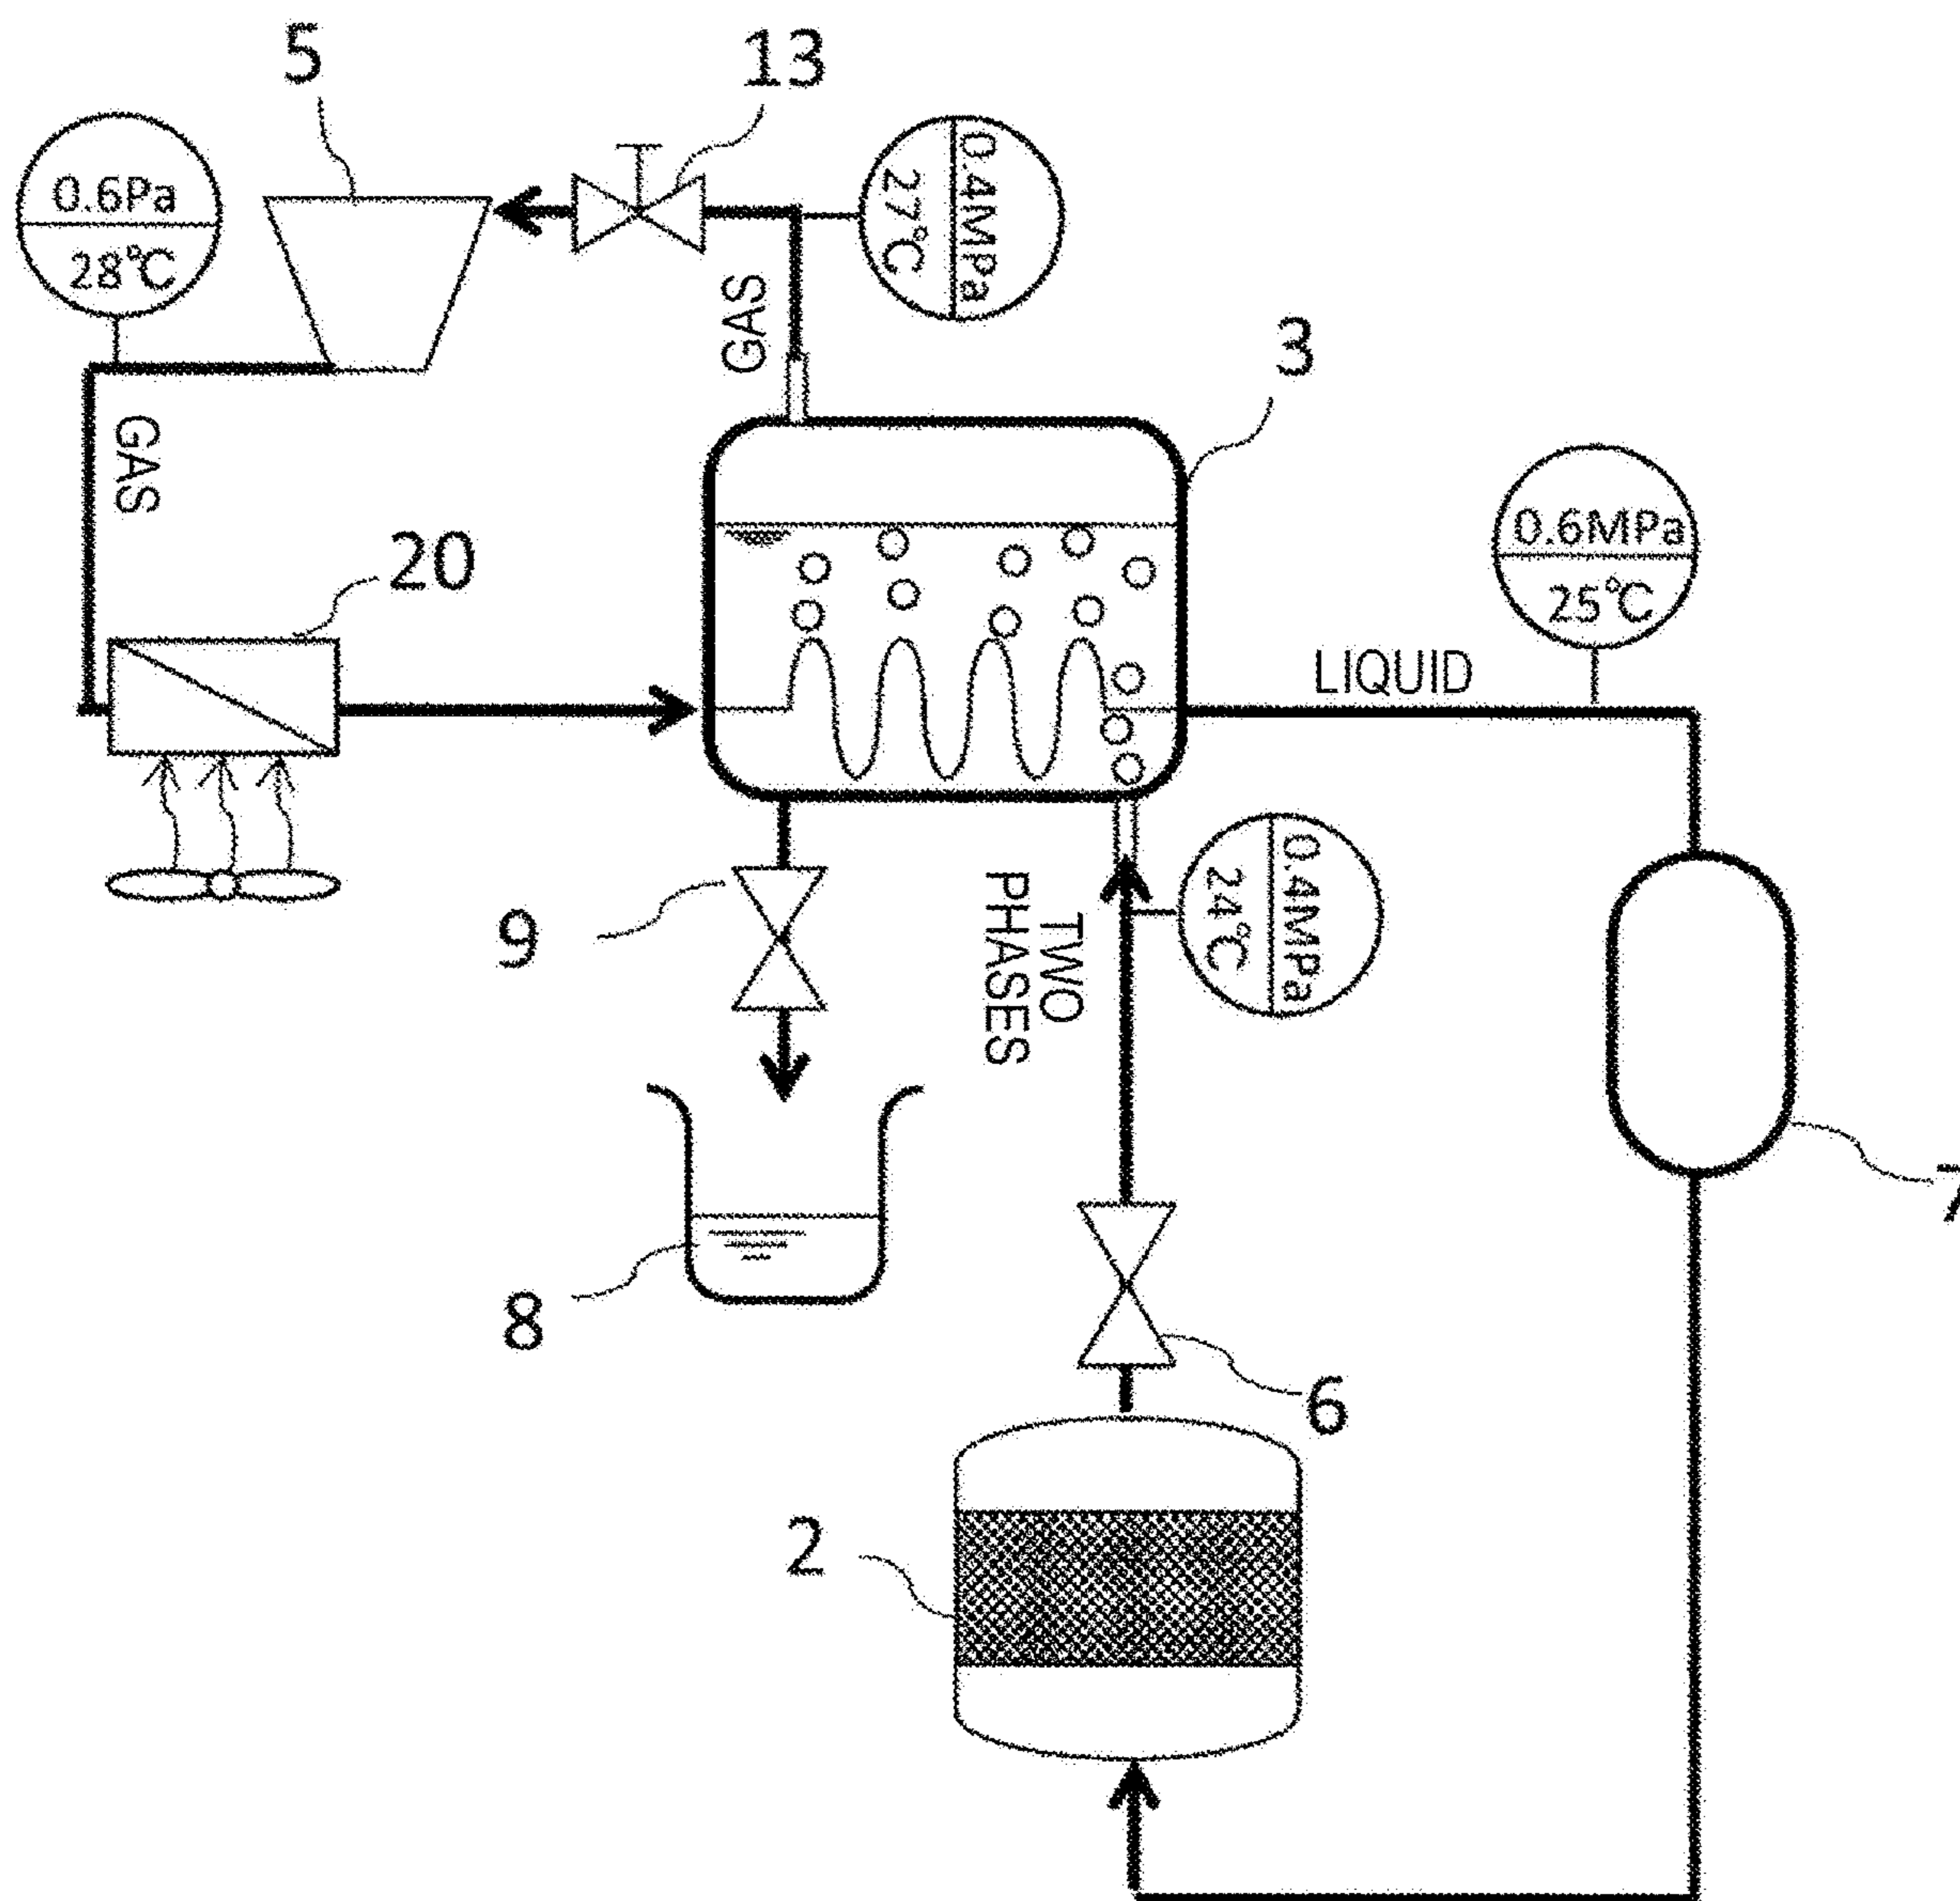 5
13
0.6Pa
28℃
0.4MPa
27℃
GAS
3
GAS
20
0.6MPa
25℃
LIQUID
9
TWO
PHASES
0.4MPa
24℃
7
8
6
2